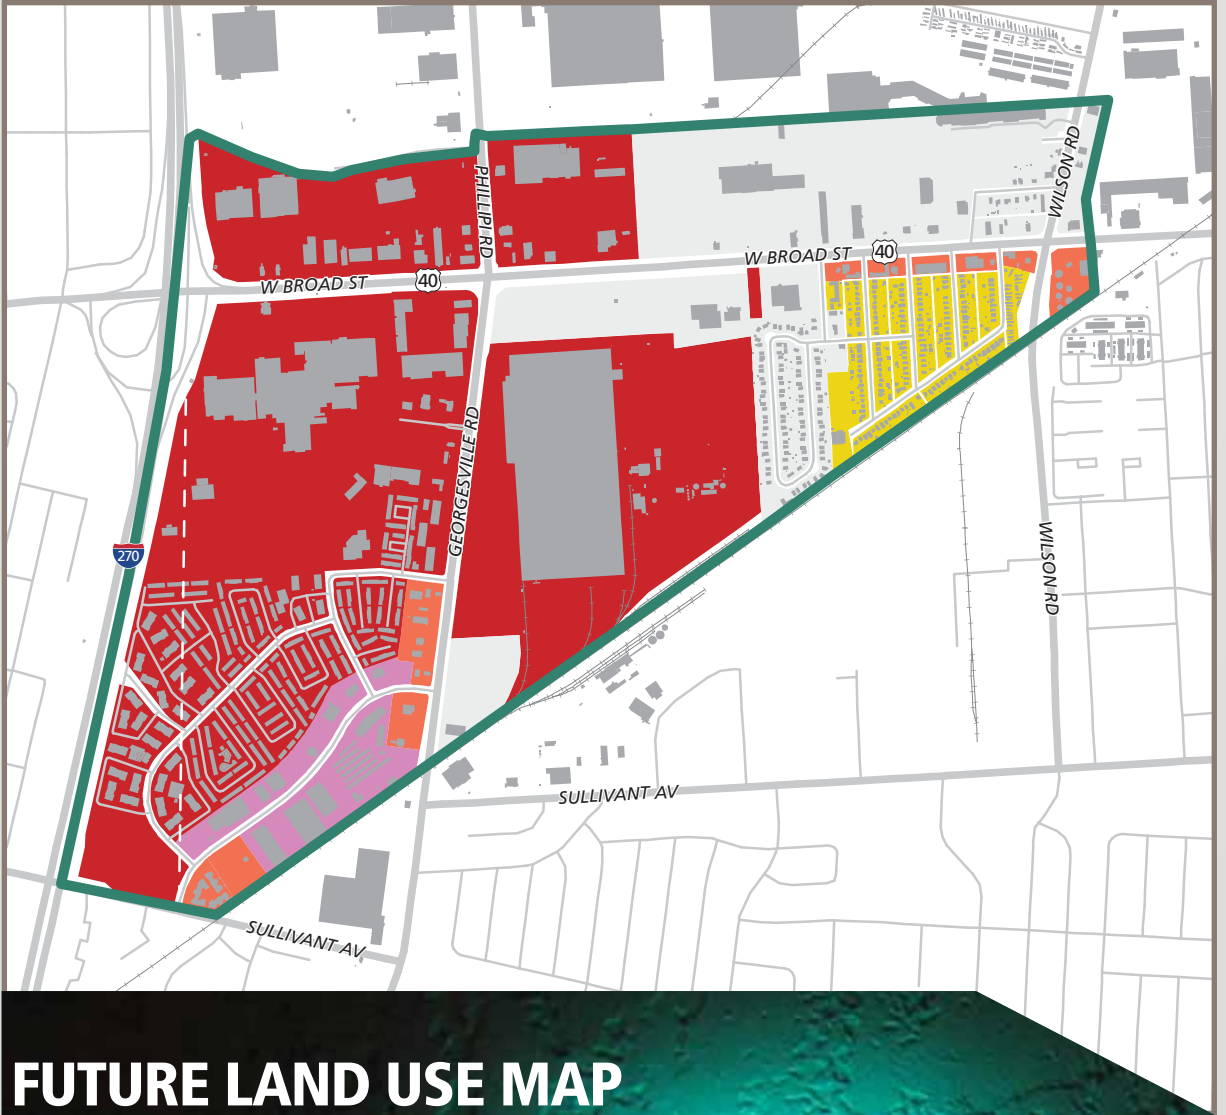 WILSON RD
PHILLIPI RD
W BROAD ST
40
W BROAD ST
40
GEORGESVILLE RD
270
WILSON RD
SULLIVANT AV
SULLIVANT AV
FUTURE LAND USE MAP